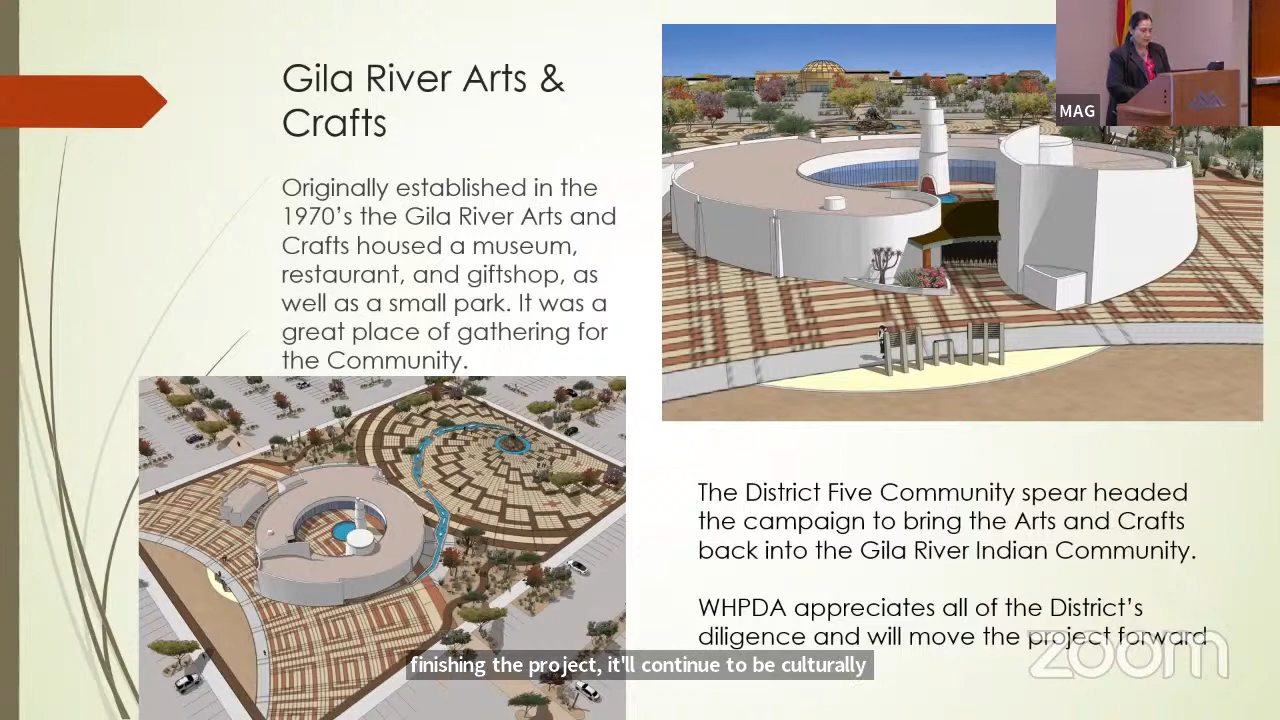 Gila River Arts &
Crafts
Originally established in the
1970's the Gila River Arts and
Crafts housed a museum,
restaurant, and giftshop, as
well as a small park. It was a
great place of gathering for
the Community.
MAG
The District Five Community spear headed
the campaign to bring the Arts and Crafts
back into the Gila River Indian Community.
WHPDA appreciates all of the District's
diligence and will move the project forward
zoom
finishing the project, it'll continue to be culturally